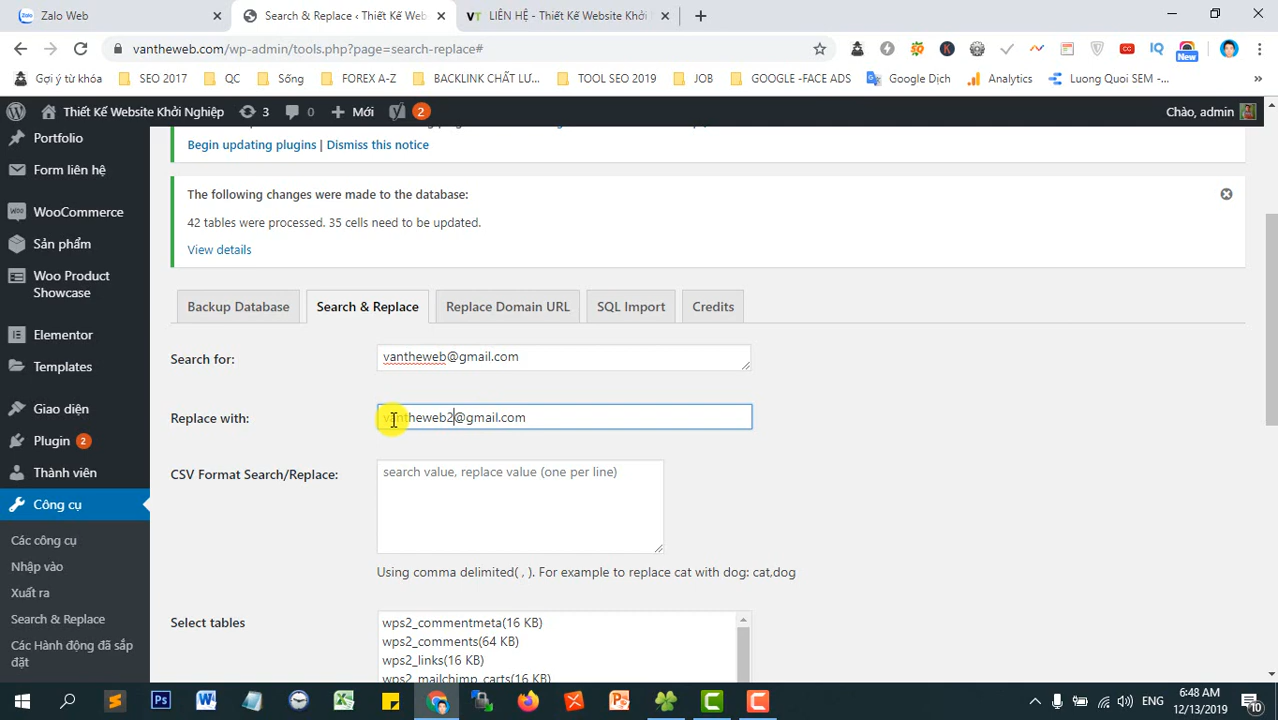 Zalo Web
Search & Replace ‹ Thiết Kế Web
LIÊN HỆ - Thiết Kế Website Khởi
vantheweb.com/wp-admin/tools.php?page=search-replace#
Gợi ý từ khóa
SEO 2017
QC
Sống
FOREX A-Z
BACKLINK CHẤT LƯ...
TOOL SEO 2019
JOB
GOOGLE -FACE ADS
Google Dịch
Analytics
Luong Quoi SEM -...
New
Thiết Kế Website Khởi Nghiệp
3
0
Mới
2
Chào, admin
Portfolio
Form liên hệ
WooCommerce
Sản phẩm
Woo Product
Showcase
Elementor
Templates
Giao diện
Plugin 2
Thành viên
Công cụ
Các công cụ
Nhập vào
Xuất ra
Search & Replace
Các Hành động đã sắp
đặt
Begin updating plugins | Dismiss this notice
The following changes were made to the database:
42 tables were processed. 35 cells need to be updated.
View details
Backup Database
Search & Replace
Replace Domain URL
SQL Import
Credits
Search for:
vantheweb@gmail.com
Replace with:
vantheweb2@gmail.com
CSV Format Search/Replace:
search value, replace value (one per line)
Using comma delimited( , ). For example to replace cat with dog: cat,dog
Select tables
wps2_commentmeta(16 KB)
wps2_comments(64 KB)
wps2_links(16 KB)
wps2_mailchimp_carts(16 KB)
ENG
6:48 AM
12/13/2019
10